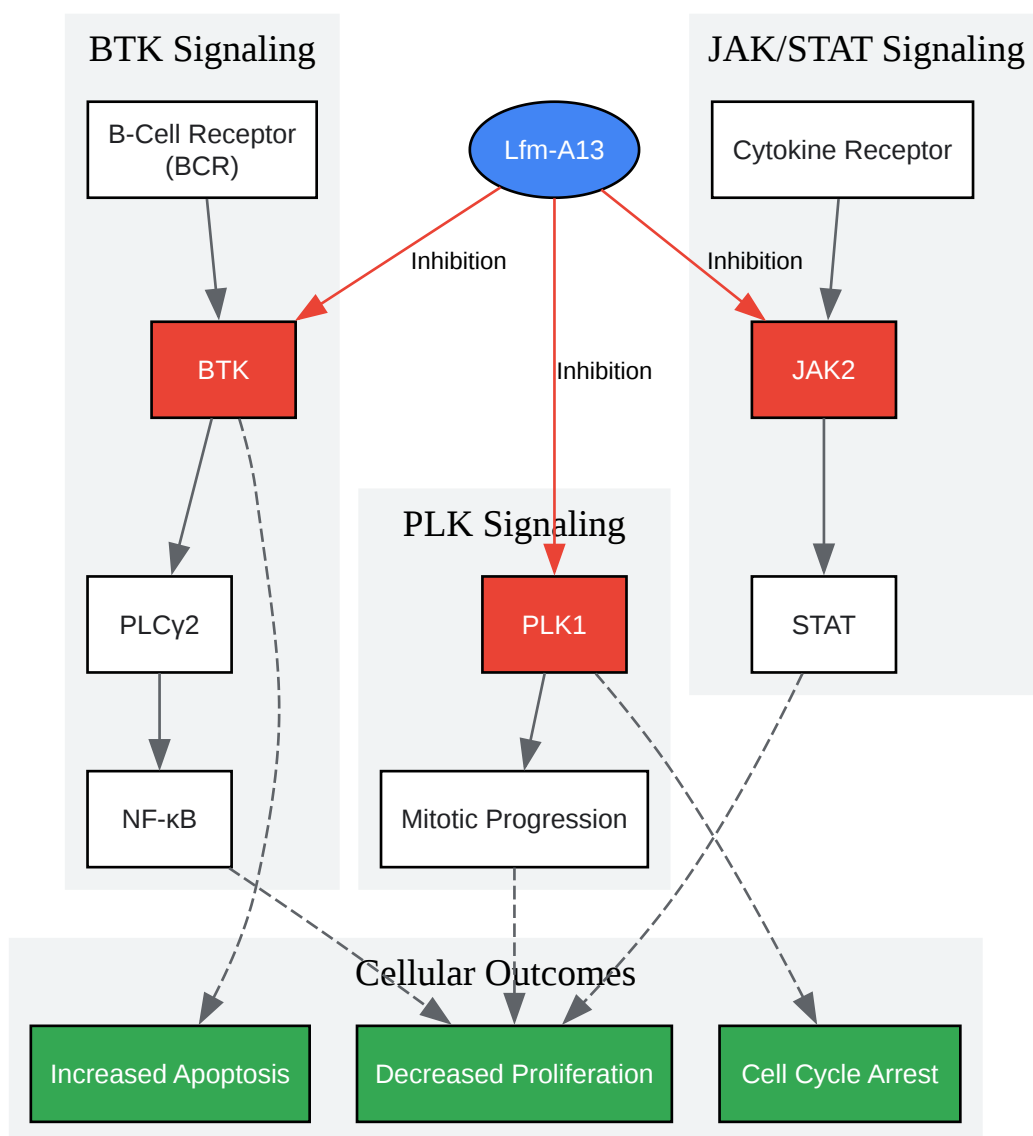 BTK Signaling
JAK/STAT Signaling
B-Cell Receptor
(BCR)
Lfm-A13
Cytokine Receptor
Inhibition
Inhibition
BTK
Inhibition
JAK2
PLK Signaling
PLCγ2
PLK1
STAT
NF-κB
Mitotic Progression
Cellular Outcomes
Increased Apoptosis
Decreased Proliferation
Cell Cycle Arrest